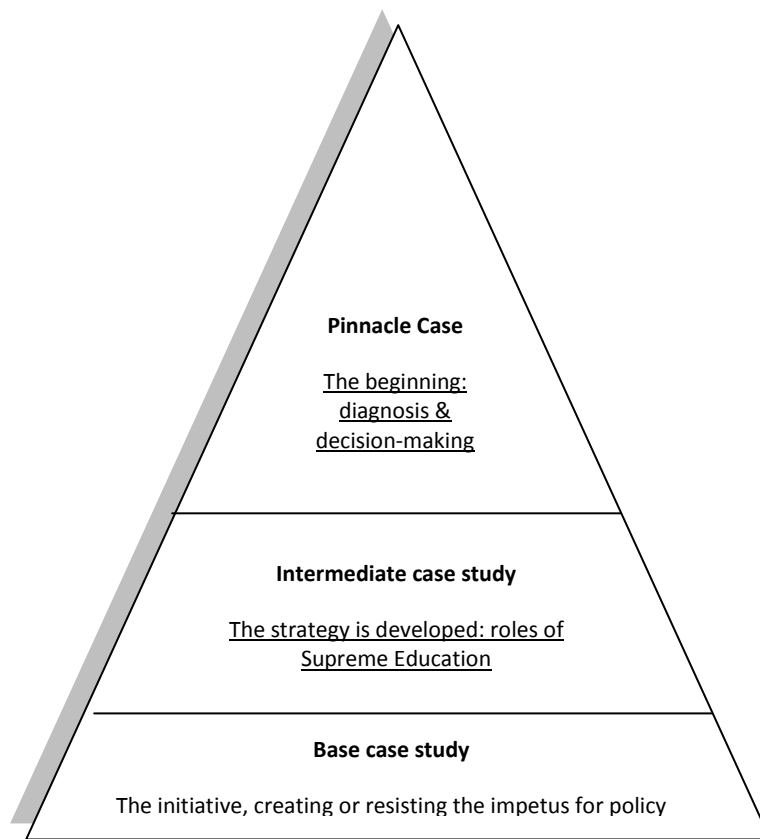 Pinnacle Case
The beginning:
diagnosis &
decision-making
Intermediate case study
The strategy is developed: roles of
Supreme Education
Base case study
The initiative, creating or resisting the impetus for policy